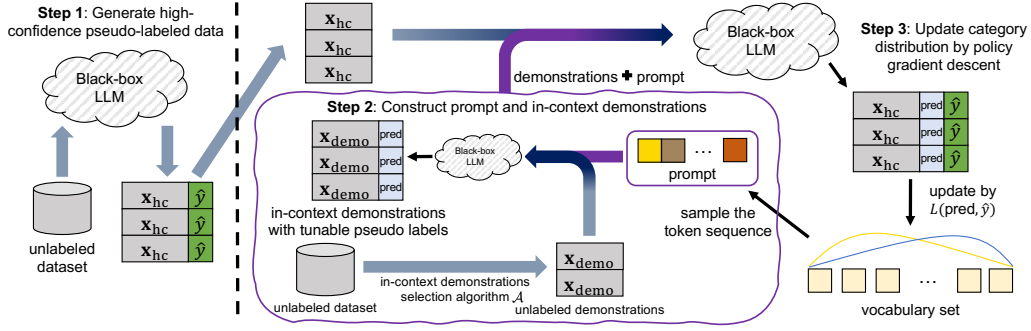 Step 1: Generate high-
confidence pseudo-labeled data
Black-box
LLM
unlabeled
dataset
x_hc ŷ
x_hc ŷ
x_hc ŷ
x_hc
x_hc
x_hc
demonstrations + prompt
Step 2: Construct prompt and in-context demonstrations
x_demo pred
x_demo pred
x_demo pred
in-context demonstrations
with tunable pseudo labels
Black-box
LLM
...
prompt
unlabeled dataset
in-context demonstrations
selection algorithm 𝒜
x_demo
x_demo
unlabeled demonstrations
sample the
token sequence
Black-box
LLM
Step 3: Update category
distribution by policy
gradient descent
x_hc pred ŷ
x_hc pred ŷ
x_hc pred ŷ
update by
L(pred, ŷ)
...
vocabulary set